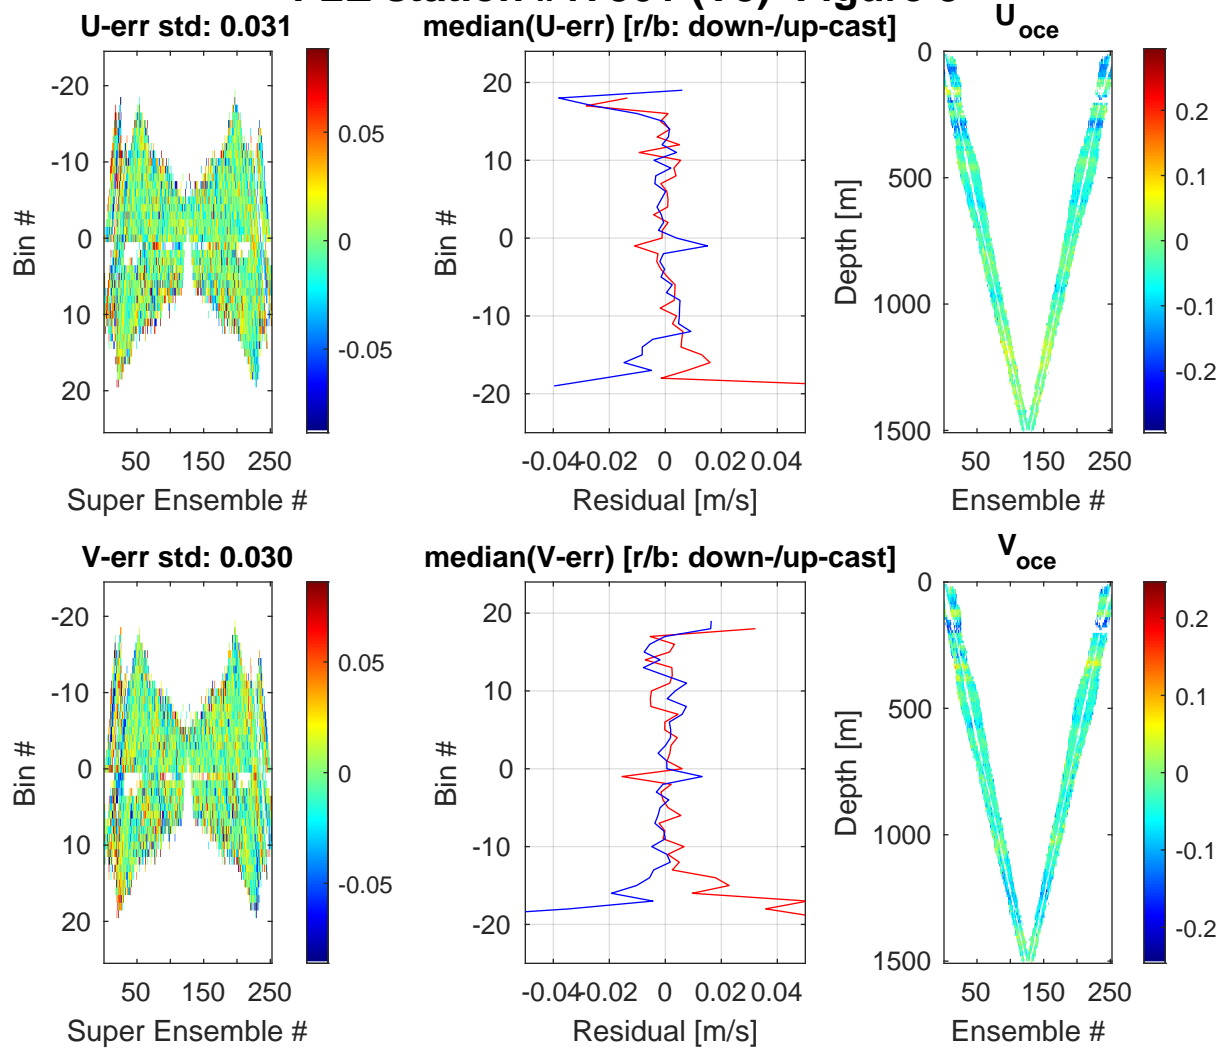 U-err std: 0.031
median(U-err) [r/b: down-/up-cast]
U oce
-20
-10
0
10
20
Bin #
50 150 250
Super Ensemble #
0.05
0
-0.05
20
10
0
-10
-20
Bin #
-0.04 -0.02 0 0.02 0.04
Residual [m/s]
0
500
1000
1500
Depth [m]
50 150 250
Ensemble #
0.2
0.1
0
-0.1
-0.2
V-err std: 0.030
median(V-err) [r/b: down-/up-cast]
V oce
-20
-10
0
10
20
Bin #
50 150 250
Super Ensemble #
0.05
0
-0.05
20
10
0
-10
-20
Bin #
-0.04 -0.02 0 0.02 0.04
Residual [m/s]
0
500
1000
1500
Depth [m]
50 150 250
Ensemble #
0.2
0.1
0
-0.1
-0.2